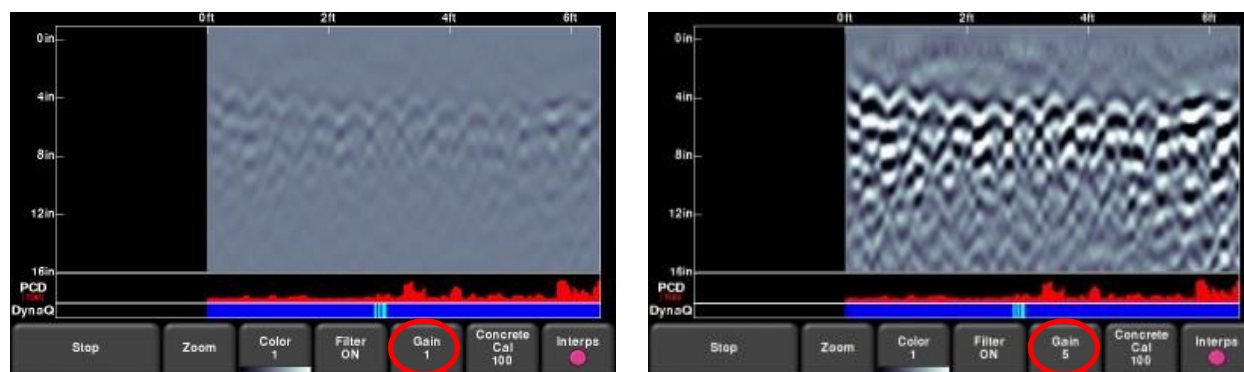 0ft 2ft 4ft 6ft
0in
4in
8in
12in
16in
PCD
DynaQ
Stop Zoom Color 1 Filter ON Gain 1 Concrete Cal 100 Interps
0ft 2ft 4ft 6ft
0in
4in
8in
12in
16in
PCD
DynaQ
Stop Zoom Color 1 Filter ON Gain 5 Concrete Cal 100 Interps